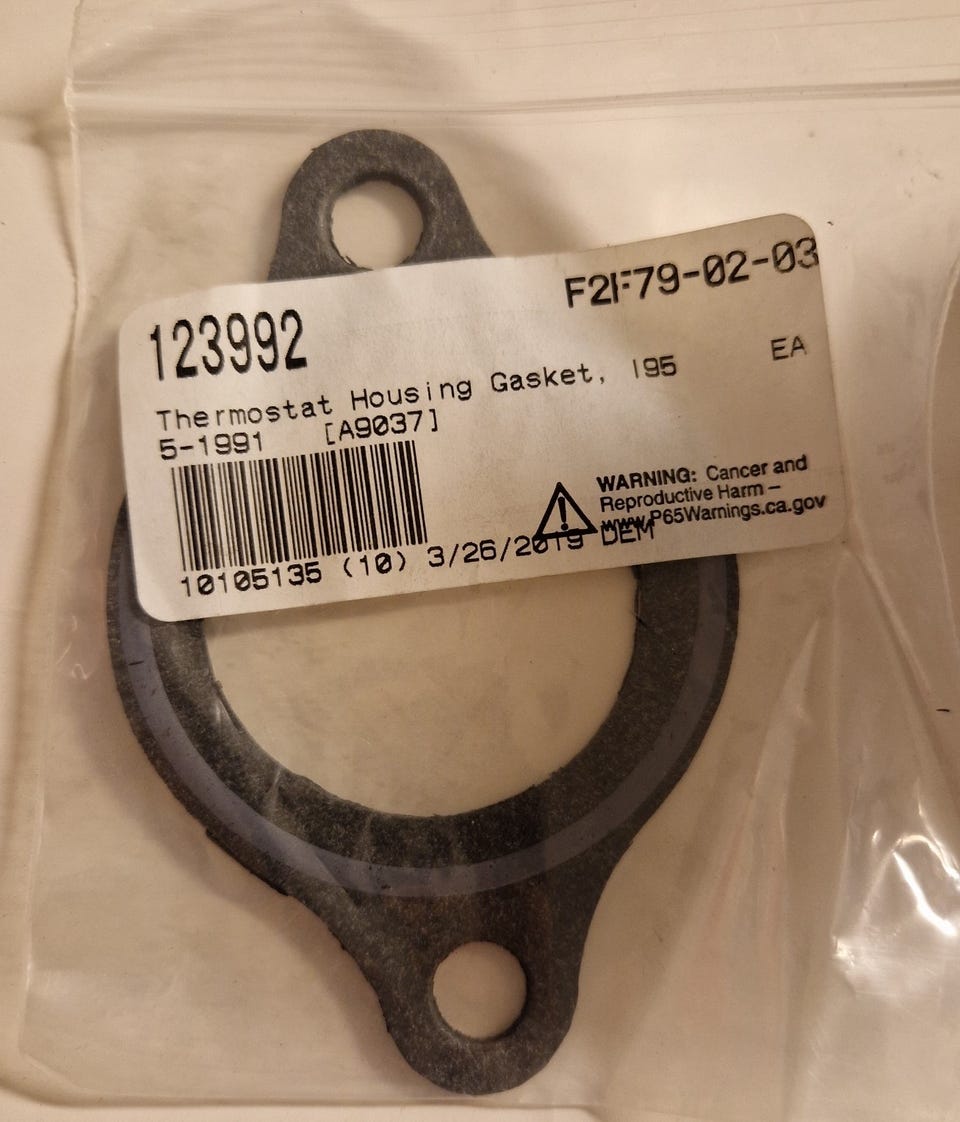 123992
F2F79-02-03
Thermostat Housing Gasket, 195
EA
5-1991 [A9037]
WARNING: Cancer and
Reproductive Harm –
www.P65Warnings.ca.gov
10105135 (10) 3/26/2019 DEM